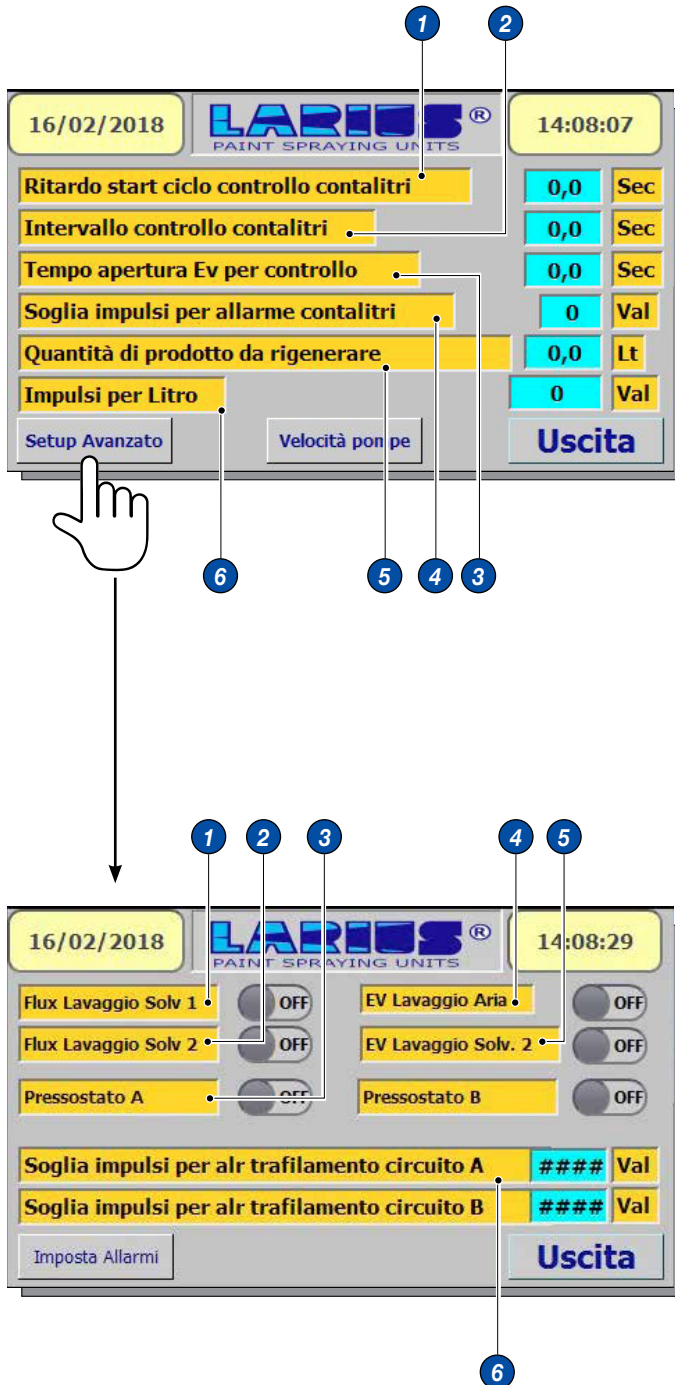 1 2
16/02/2018 LARIUS ® 14:08:07
PAINT SPRAYING UNITS
Ritardo start ciclo controllo contalitri 0,0 Sec
Intervallo controllo contalitri 0,0 Sec
Tempo apertura Ev per controllo 0,0 Sec
Soglia impulsi per allarme contalitri 0 Val
Quantità di prodotto da rigenerare 0,0 Lt
Impulsi per Litro 0 Val
Setup Avanzato Velocità pompe Uscita
6 5 4 3
1 2 3 4 5
16/02/2018 LARIUS ® 14:08:29
PAINT SPRAYING UNITS
Flux Lavaggio Solv 1 OFF EV Lavaggio Aria OFF
Flux Lavaggio Solv 2 OFF EV Lavaggio Solv. 2 OFF
Pressostato A OFF Pressostato B OFF
Soglia impulsi per alr trafilamento circuito A #### Val
Soglia impulsi per alr trafilamento circuito B #### Val
Imposta Allarmi Uscita
6